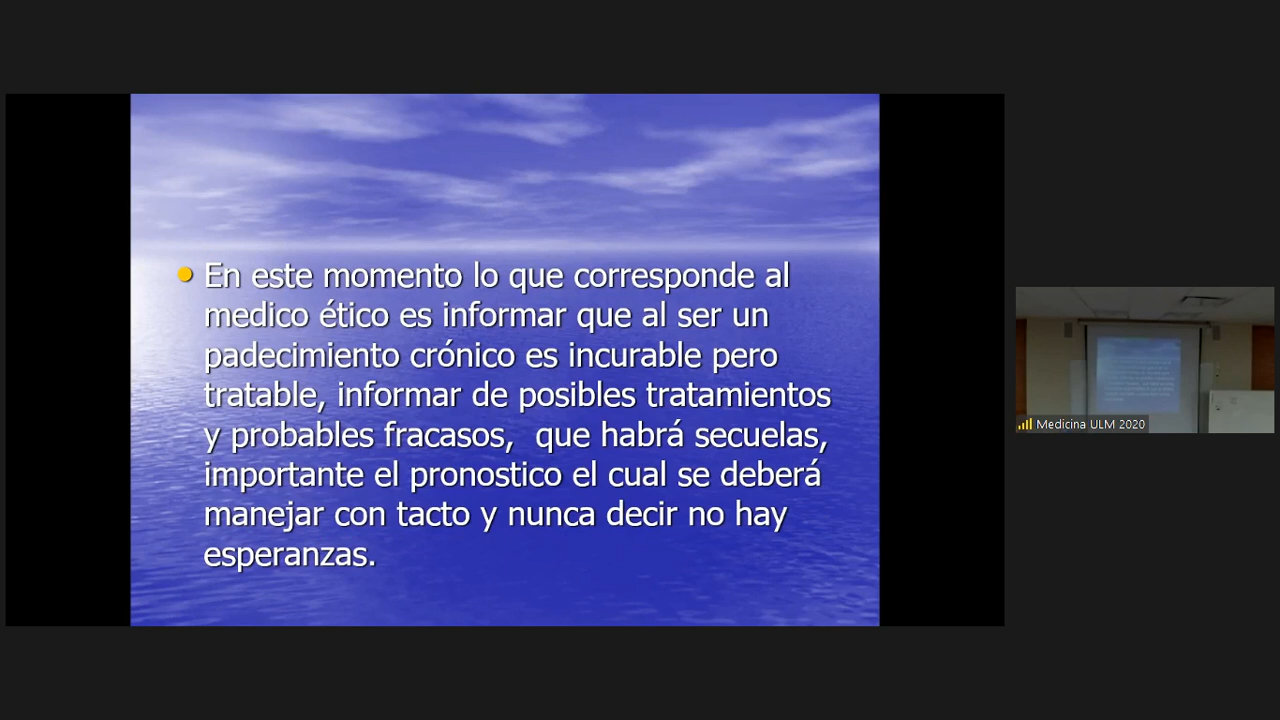 En este momento lo que corresponde al
medico ético es informar que al ser un
padecimiento crónico es incurable pero
tratable, informar de posibles tratamientos
y probables fracasos,  que habrá secuelas,
importante el pronostico el cual se deberá
manejar con tacto y nunca decir no hay
esperanzas.
Medicina ULM 2020